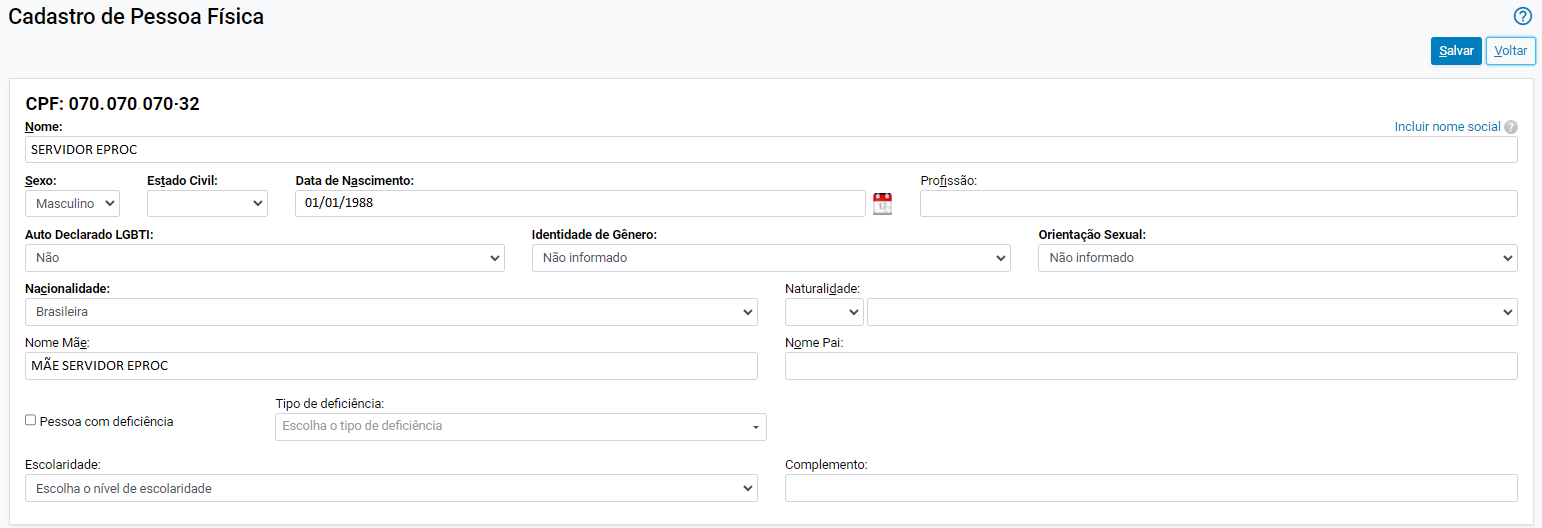 Cadastro de Pessoa Física
?
Salvar Voltar
CPF: 070.070 070-32
Nome: Incluir nome social ?
SERVIDOR EPROC
Sexo: Estado Civil: Data de Nascimento: Profissão:
Masculino 01/01/1988 17
Auto Declarado LGBTI: Identidade de Gênero: Orientação Sexual:
Não Não informado Não informado
Nacionalidade: Naturalidade:
Brasileira
Nome Mãe: Nome Pai:
MÃE SERVIDOR EPROC
Tipo de deficiência:
Pessoa com deficiência Escolha o tipo de deficiência
Escolaridade: Complemento:
Escolha o nível de escolaridade